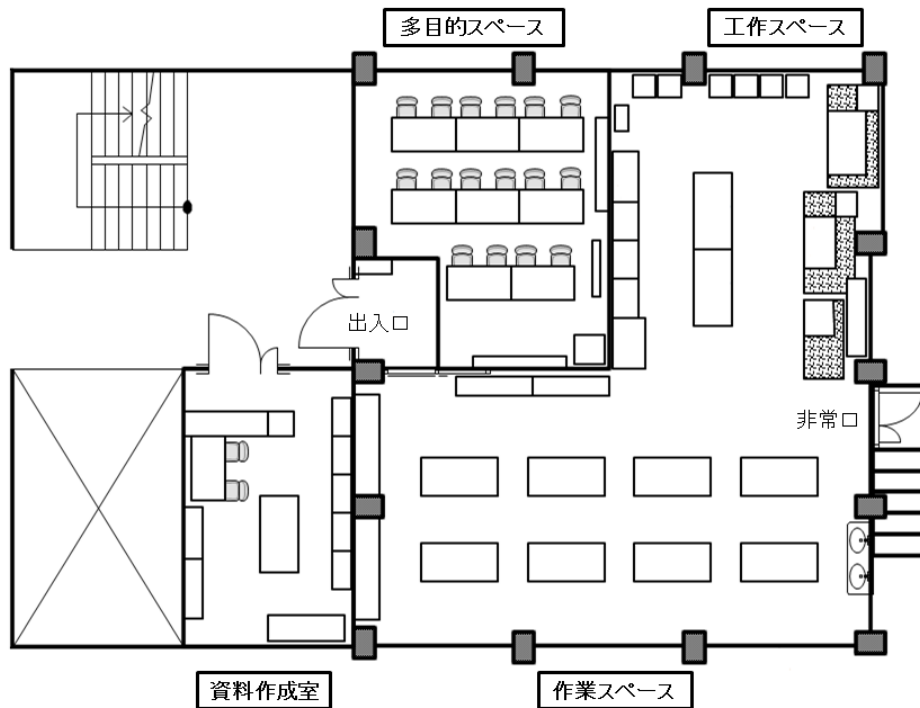 多目的スペース
工作スペース
出入口
非常口
資料作成室
作業スペース